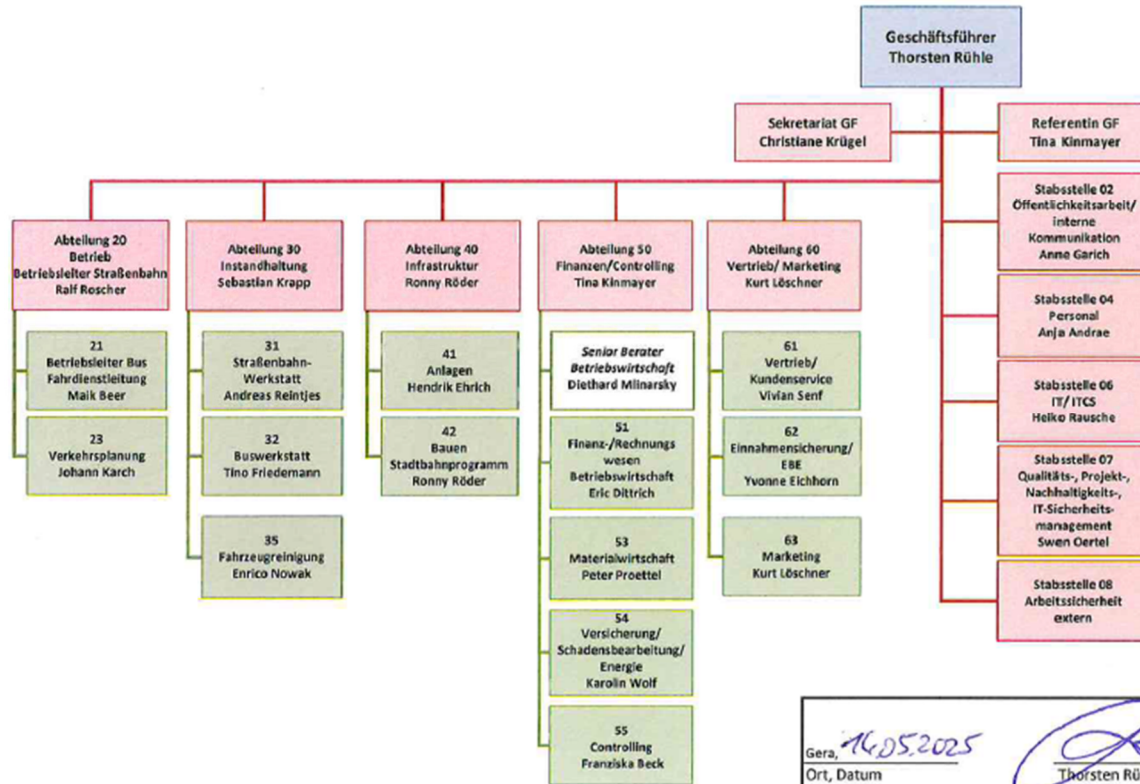 Geschäftsführer
Thorsten Rühle
Sekretariat GF
Christiane Krügel
Referentin GF
Tina Kinmayer
Stabsstelle 02
Öffentlichkeitsarbeit/
interne
Kommunikation
Anne Garich
Stabsstelle 04
Personal
Anja Andrae
Stabsstelle 06
IT/ ITCS
Heiko Rausche
Stabsstelle 07
Qualitäts-, Projekt-,
Nachhaltigkeits-,
IT-Sicherheits-
management
Swen Oertel
Stabsstelle 08
Arbeitssicherheit
extern
Abteilung 20
Betrieb
Betriebsleiter Straßenbahn
Ralf Roscher
21
Betriebsleiter Bus
Fahrdienstleitung
Maik Beer
23
Verkehrsplanung
Johann Karch
Abteilung 30
Instandhaltung
Sebastian Krapp
31
Straßenbahn-
Werkstatt
Andreas Reintjes
32
Buswerkstatt
Tino Friedemann
35
Fahrzeugreinigung
Enrico Nowak
Abteilung 40
Infrastruktur
Ronny Röder
41
Anlagen
Hendrik Ehrich
42
Bauen
Stadtbahnprogramm
Ronny Röder
Abteilung 50
Finanzen/Controlling
Tina Kinmayer
Senior Berater
Betriebswirtschaft
Diethard Mlinarsky
51
Finanz-/Rechnungs
wesen
Betriebswirtschaft
Eric Dittrich
53
Materialwirtschaft
Peter Proettel
54
Versicherung/
Schadensbearbeitung/
Energie
Karolin Wolf
55
Controlling
Franziska Beck
Abteilung 60
Vertrieb/ Marketing
Kurt Löschner
61
Vertrieb/
Kundenservice
Vivian Senf
62
Einnahmensicherung/
EBE
Yvonne Eichhorn
63
Marketing
Kurt Löschner
Gera, 14.05.2025
Ort, Datum
Thorsten